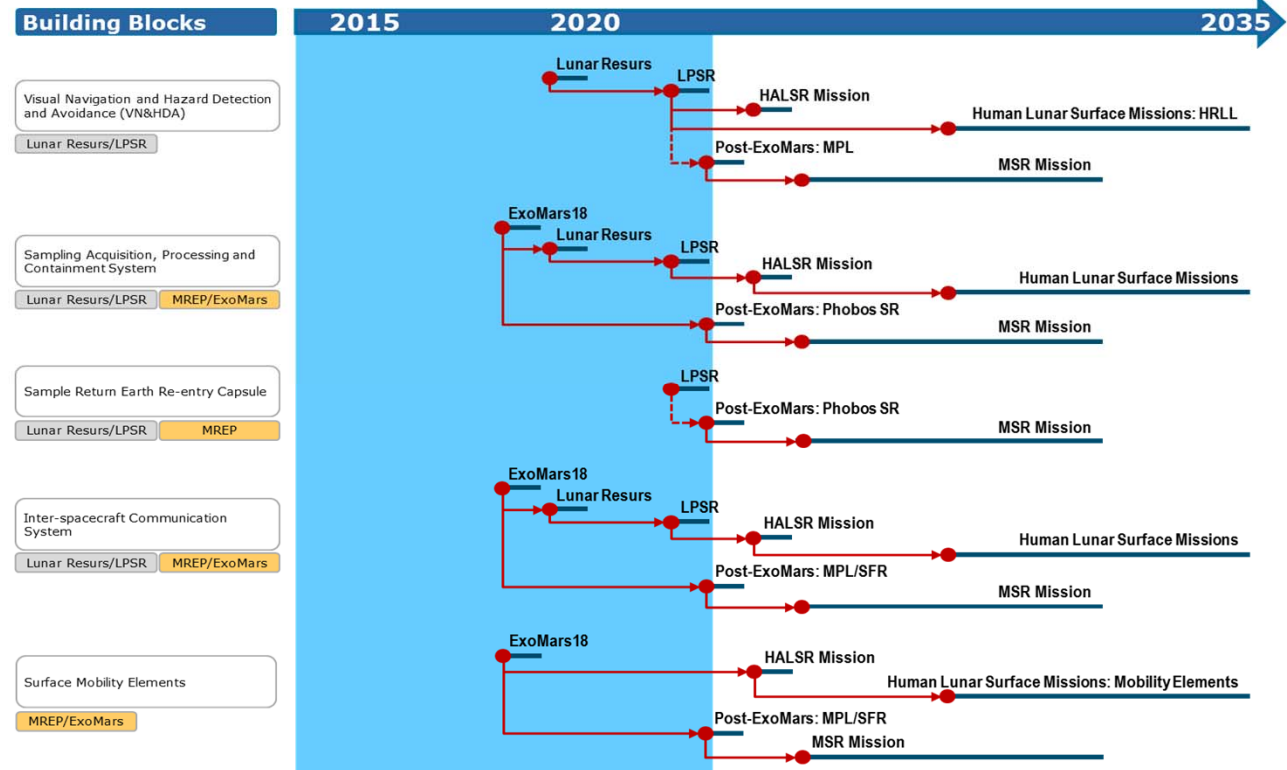 Building Blocks
2015 2020 2035
Visual Navigation and Hazard Detection
and Avoidance (VN&HDA)
Lunar Resurs/LPSR
Lunar Resurs
LPSR
HALSR Mission
Human Lunar Surface Missions: HRLL
Post-ExoMars: MPL
MSR Mission
Sampling Acquisition, Processing and
Containment System
Lunar Resurs/LPSR MREP/ExoMars
ExoMars18
Lunar Resurs
LPSR
HALSR Mission
Human Lunar Surface Missions
Post-ExoMars: Phobos SR
MSR Mission
Sample Return Earth Re-entry Capsule
Lunar Resurs/LPSR MREP
LPSR
Post-ExoMars: Phobos SR
MSR Mission
Inter-spacecraft Communication
System
Lunar Resurs/LPSR MREP/ExoMars
ExoMars18
Lunar Resurs
LPSR
HALSR Mission
Human Lunar Surface Missions
Post-ExoMars: MPL/SFR
MSR Mission
Surface Mobility Elements
MREP/ExoMars
ExoMars18
HALSR Mission
Human Lunar Surface Missions: Mobility Elements
Post-ExoMars: MPL/SFR
MSR Mission